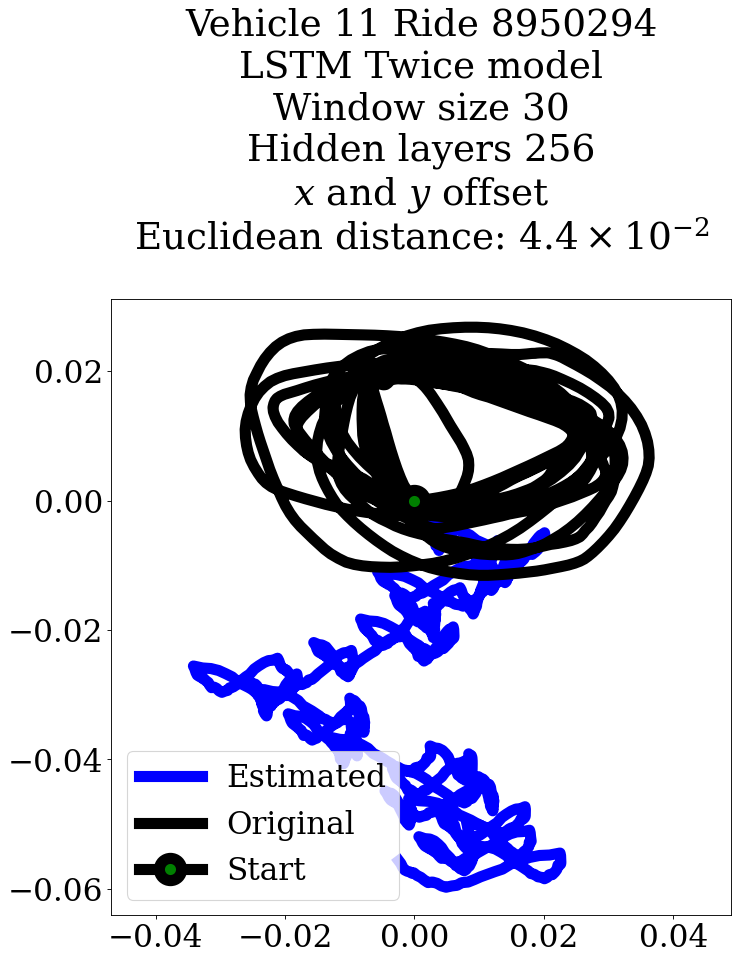 Vehicle 11 Ride 8950294
LSTM Twice model
Window size 30
Hidden layers 256
x and y offset
Euclidean distance: 4.4 × 10⁻²
0.02
0.00
−0.02
−0.04
−0.06
Estimated
Original
Start
−0.04 −0.02 0.00 0.02 0.04